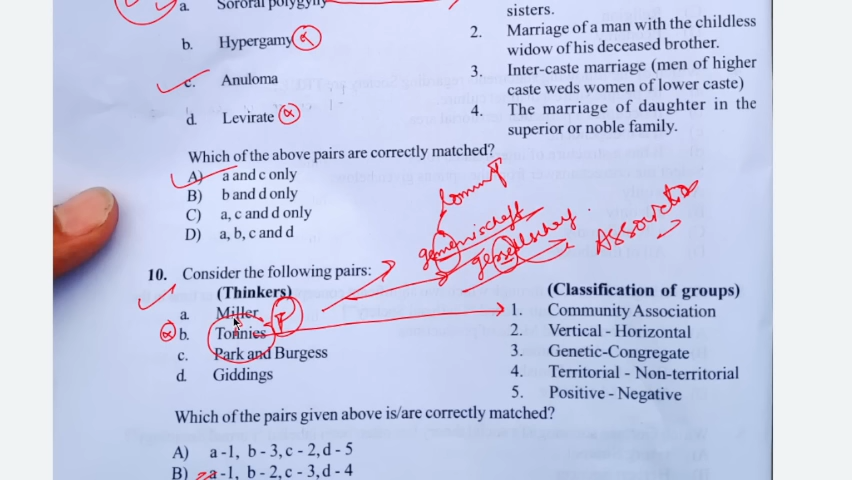 a. Sororal polygyny
sisters.
b. Hypergamy
2. Marriage of a man with the childless
widow of his deceased brother.
c. Anuloma
3. Inter-caste marriage (men of higher
caste weds women of lower caste)
d. Levirate
4. The marriage of daughter in the
superior or noble family.
Which of the above pairs are correctly matched?
A) a and c only
B) b and d only
C) a, c and d only
D) a, b, c and d
gemeinschaft
gesellschaft
Association
10. Consider the following pairs:
(Thinkers)
(Classification of groups)
a. Miller
1. Community Association
b. Tonnies
2. Vertical - Horizontal
c. Park and Burgess
3. Genetic-Congregate
d. Giddings
4. Territorial - Non-territorial
5. Positive - Negative
Which of the pairs given above is/are correctly matched?
A) a-1, b-3, c-2, d-5
B) a-1, b-2, c-3, d-4